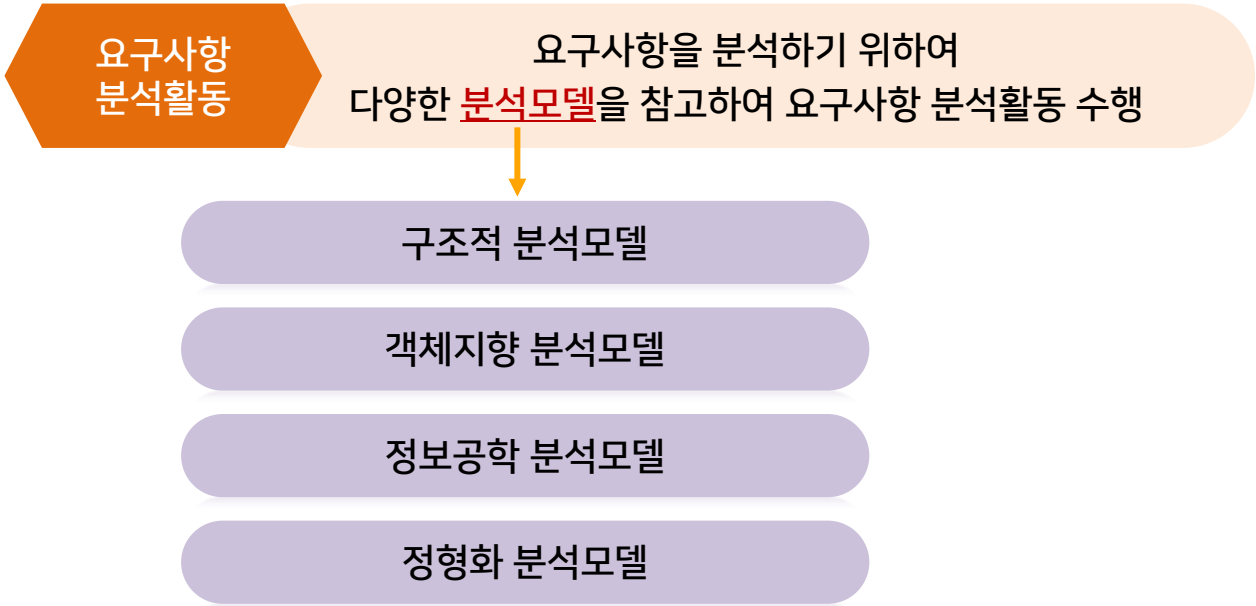 요구사항
분석활동
요구사항을 분석하기 위하여
다양한 분석모델을 참고하여 요구사항 분석활동 수행
구조적 분석모델
객체지향 분석모델
정보공학 분석모델
정형화 분석모델